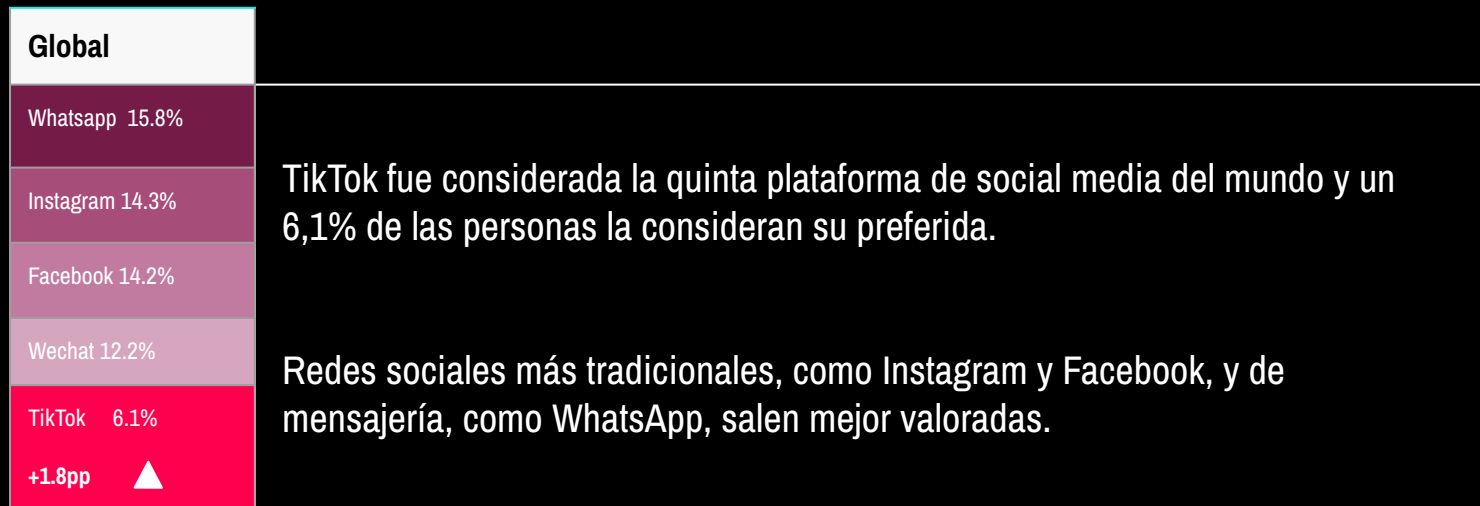 Global
Whatsapp 15.8%
Instagram 14.3%
Facebook 14.2%
Wechat 12.2%
TikTok 6.1%
+1.8pp
TikTok fue considerada la quinta plataforma de social media del mundo y un
6,1% de las personas la consideran su preferida.
Redes sociales más tradicionales, como Instagram y Facebook, y de
mensajería, como WhatsApp, salen mejor valoradas.